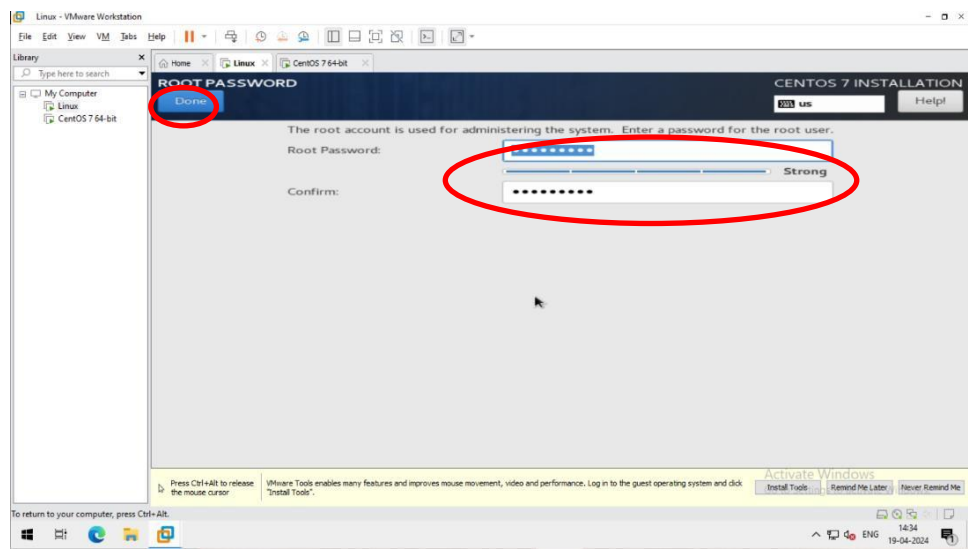 Linux - VMware Workstation
File Edit View VM Tabs Help
Library
Type here to search
My Computer
Linux
CentOS 7 64-bit
Home Linux CentOS 7 64-bit
ROOT PASSWORD
Done
CENTOS 7 INSTALLATION
us
Help!
The root account is used for administering the system. Enter a password for the root user.
Root Password:
Strong
Confirm:
Activate Windows
Press Ctrl+Alt to release
the mouse cursor
VMware Tools enables many features and improves mouse movement, video and performance. Log in to the guest operating system and click
"Install Tools".
Install Tools Remind Me Later Never Remind Me
To return to your computer, press Ctrl+Alt.
ENG
14:34
19-04-2024